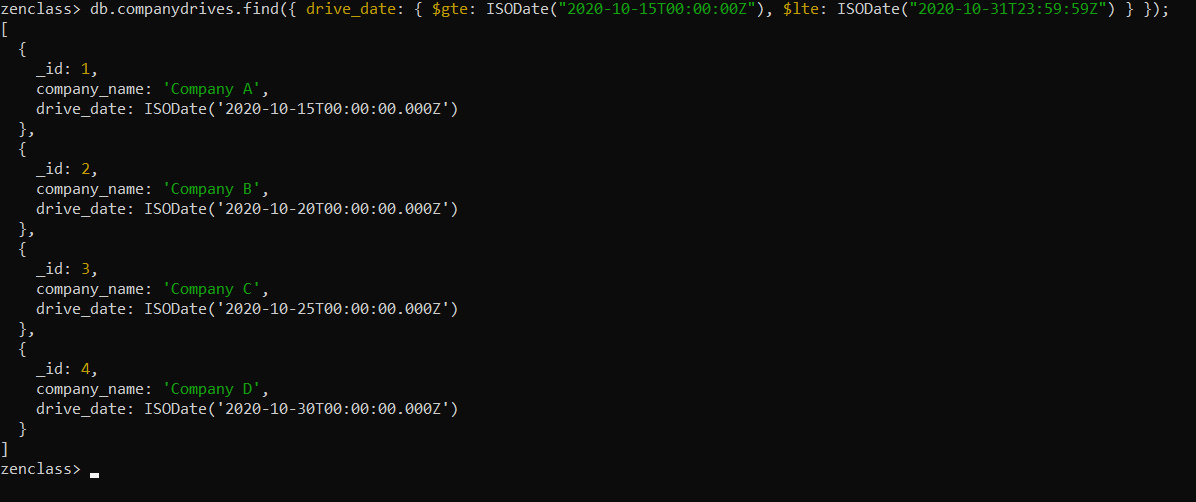 zenclass> db.companydrives.find({ drive_date: { $gte: ISODate("2020-10-15T00:00:00Z"), $lte: ISODate("2020-10-31T23:59:59Z") } });
[
  {
    _id: 1,
    company_name: 'Company A',
    drive_date: ISODate('2020-10-15T00:00:00.000Z')
  },
  {
    _id: 2,
    company_name: 'Company B',
    drive_date: ISODate('2020-10-20T00:00:00.000Z')
  },
  {
    _id: 3,
    company_name: 'Company C',
    drive_date: ISODate('2020-10-25T00:00:00.000Z')
  },
  {
    _id: 4,
    company_name: 'Company D',
    drive_date: ISODate('2020-10-30T00:00:00.000Z')
  }
]
zenclass>